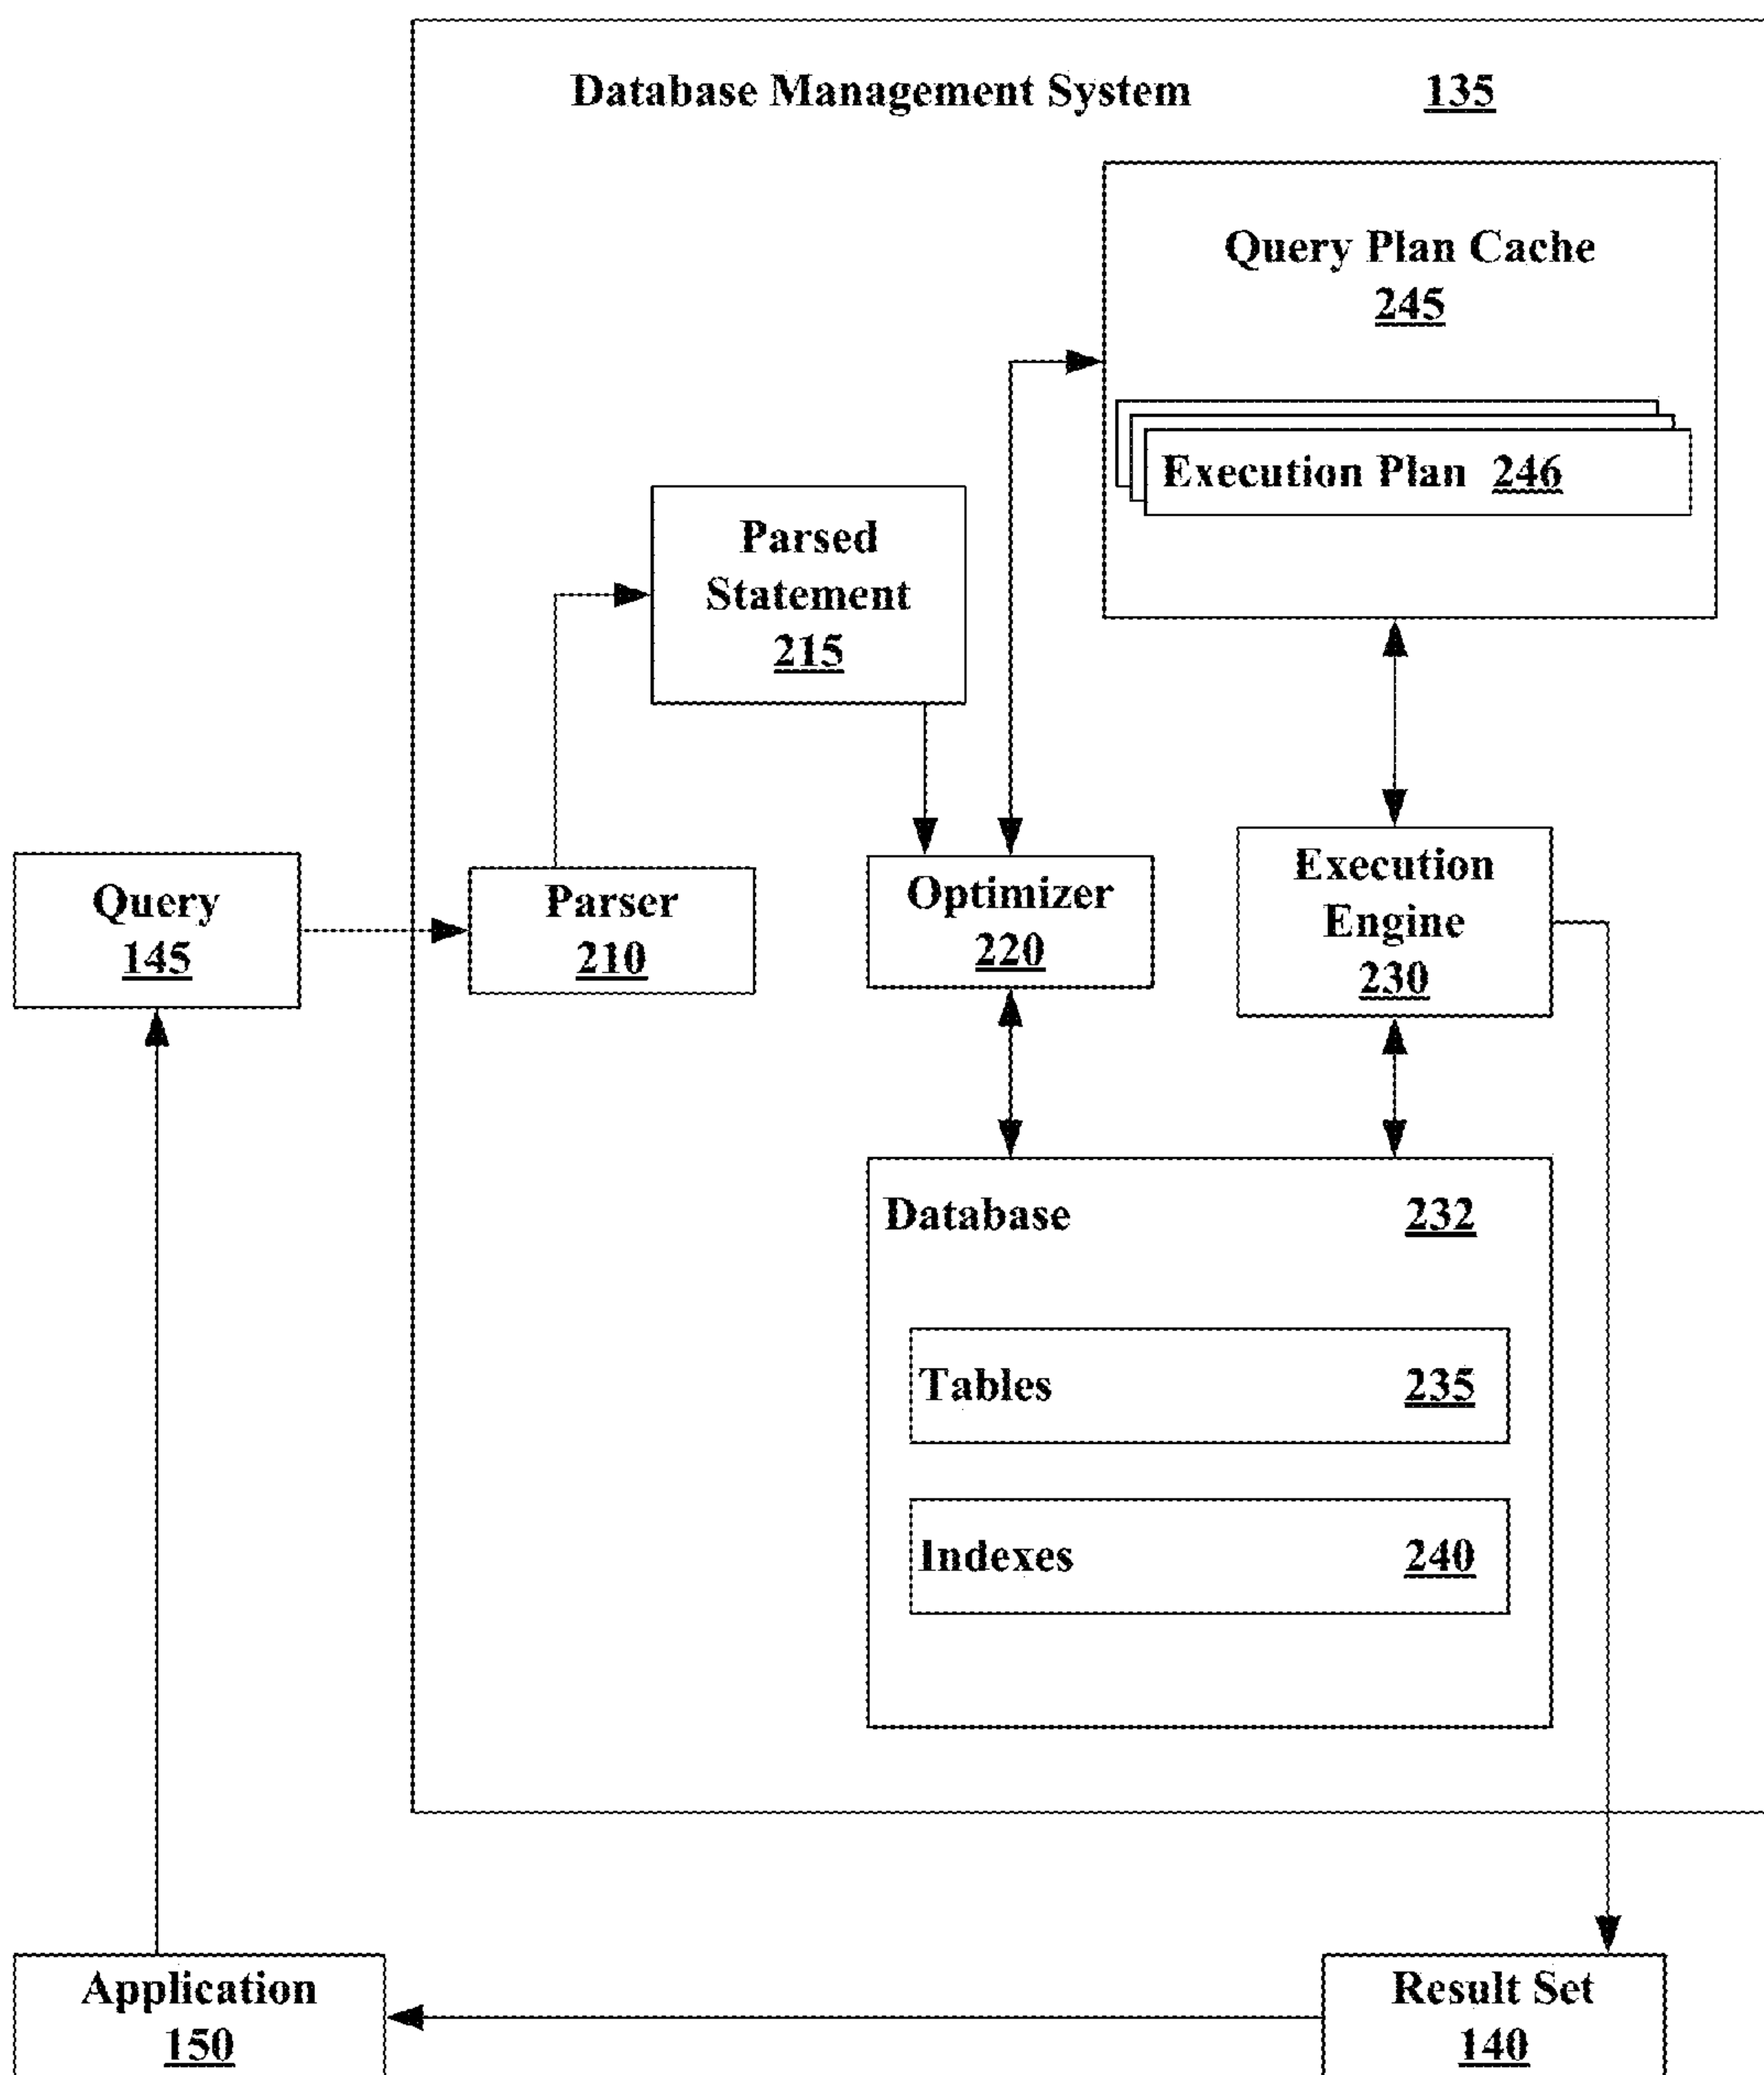 Database Management System 135
Query Plan Cache
245
Execution Plan 246
Parsed
Statement
215
Query
145
Parser
210
Optimizer
220
Execution
Engine
230
Database 232
Tables 235
Indexes 240
Application
150
Result Set
140